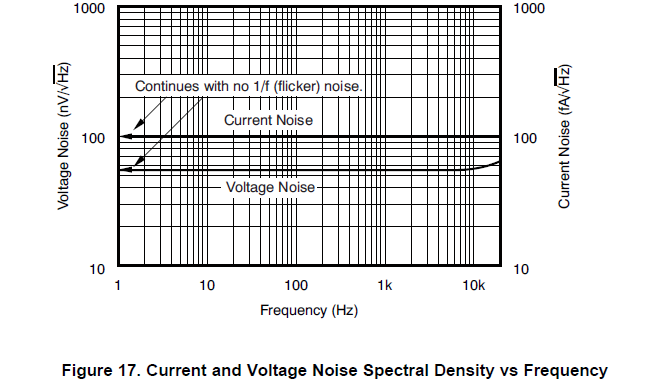 1000
1000
Voltage Noise (nV/√Hz)
Current Noise (fA/√Hz)
Continues with no 1/f (flicker) noise.
Current Noise
100
100
Voltage Noise
10
10
1
10
100
1k
10k
Frequency (Hz)
Figure 17. Current and Voltage Noise Spectral Density vs Frequency